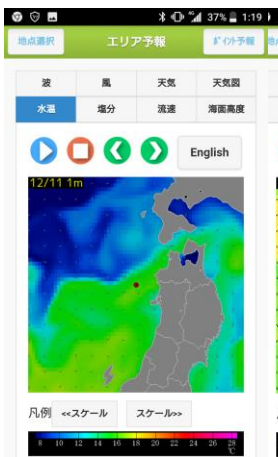 37% 1:19
地点選択 エリア予報 ポイント予報
波 風 天気 天気図
水温 塩分 流速 海面高度
English
12/11 1m
凡例 <<スケール スケール>>
8 10 12 14 16 18 20 22 24 26 28
℃